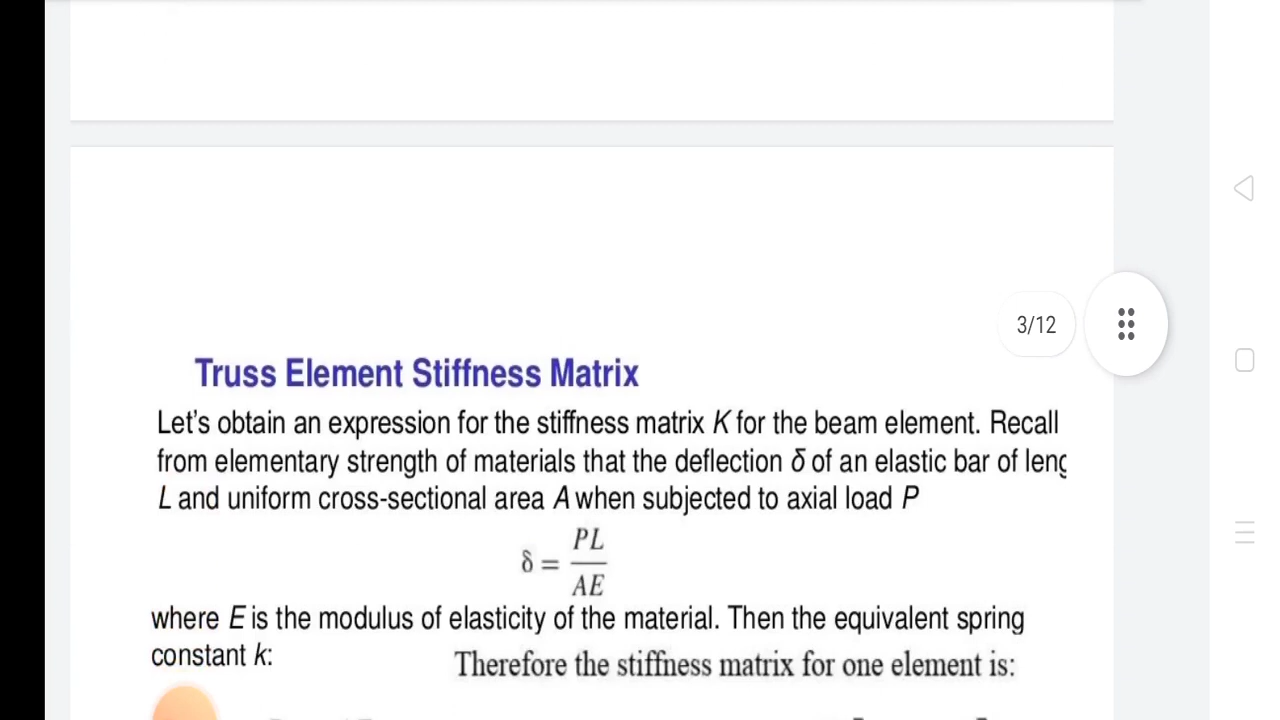 3/12
Truss Element Stiffness Matrix
Let's obtain an expression for the stiffness matrix K for the beam element. Recall
from elementary strength of materials that the deflection δ of an elastic bar of leng
L and uniform cross-sectional area A when subjected to axial load P
δ = PL / AE
where E is the modulus of elasticity of the material. Then the equivalent spring
constant k:
Therefore the stiffness matrix for one element is: